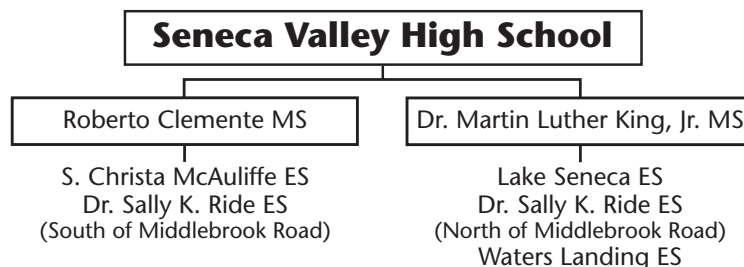 Seneca Valley High School
Roberto Clemente MS
S. Christa McAuliffe ES
Dr. Sally K. Ride ES
(South of Middlebrook Road)
Dr. Martin Luther King, Jr. MS
Lake Seneca ES
Dr. Sally K. Ride ES
(North of Middlebrook Road)
Waters Landing ES